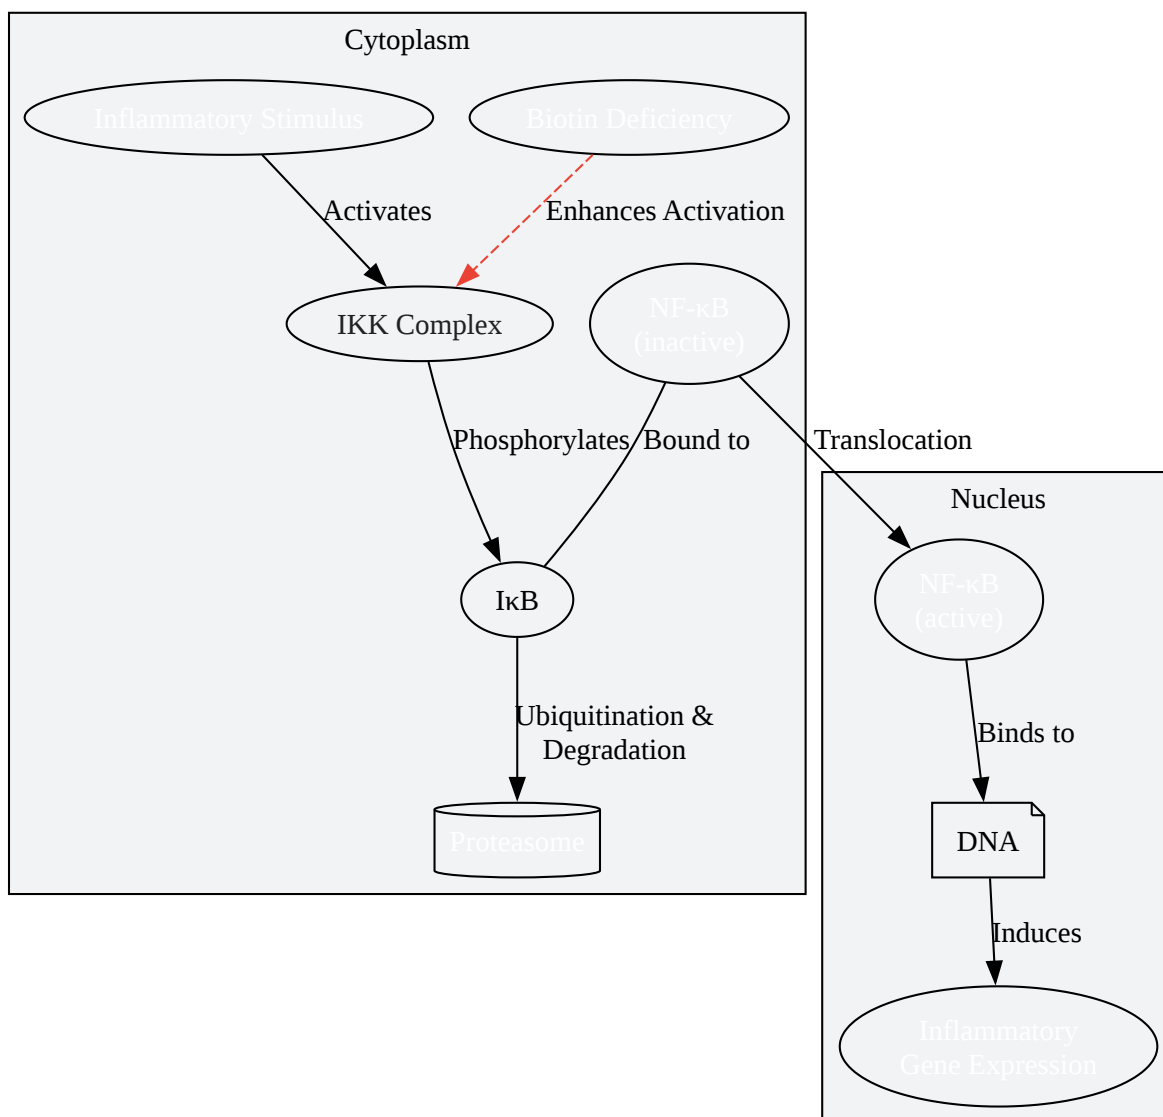 Cytoplasm
Inflammatory Stimulus
Biotin Deficiency
Activates
Enhances Activation
IKK Complex
NF-κB
(inactive)
Phosphorylates
Bound to
Translocation
Nucleus
IκB
NF-κB
(active)
Ubiquitination &
Degradation
Binds to
Proteasome
DNA
Induces
Inflammatory
Gene Expression